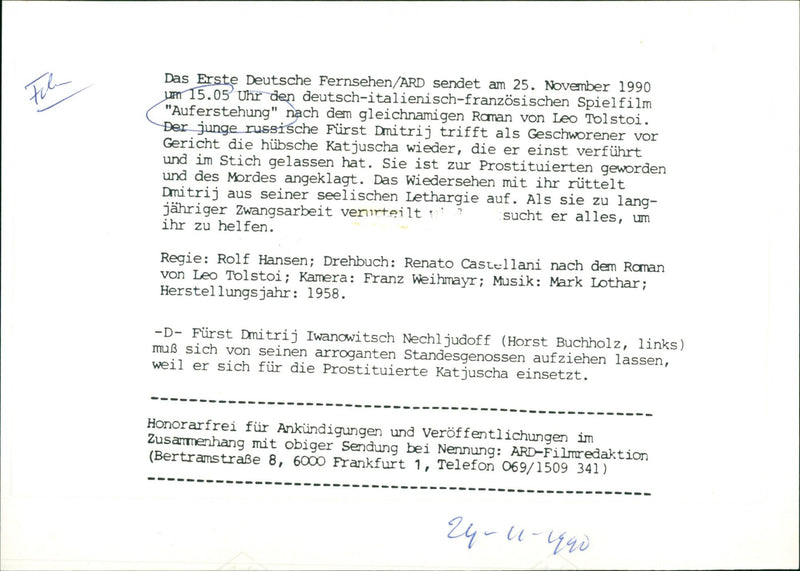 Das Erste Deutsche Fernsehen/ARD sendet am 25. November 1990
um 15.05 Uhr den deutsch-italienisch-französischen Spielfilm
"Auferstehung" nach dem gleichnamigen Roman von Leo Tolstoi.
Der junge russische Fürst Dmitrij trifft als Geschworener vor
Gericht die hübsche Katjuscha wieder, die er einst verführt
und im Stich gelassen hat. Sie ist zur Prostituierten geworden
und des Mordes angeklagt. Das Wiedersehen mit ihr rüttelt
Dmitrij aus seiner seelischen Lethargie auf. Als sie zu lang-
jähriger Zwangsarbeit verurteilt sucht er alles, um
ihr zu helfen.
Regie: Rolf Hansen; Drehbuch: Renato Castellani nach dem Roman
von Leo Tolstoi; Kamera: Franz Weihmayr; Musik: Mark Lothar;
Herstellungsjahr: 1958.
-D- Fürst Dmitrij Iwanowitsch Nechljudoff (Horst Buchholz, links)
muß sich von seinen arroganten Standesgenossen aufziehen lassen,
weil er sich für die Prostituierte Katjuscha einsetzt.
Honorarfrei für Ankündigungen und Veröffentlichungen im
Zusammenhang mit obiger Sendung bei Nennung: ARD-Filmredaktion
(Bertramstraße 8, 6000 Frankfurt 1, Telefon 069/1509 341)
24-11-1990